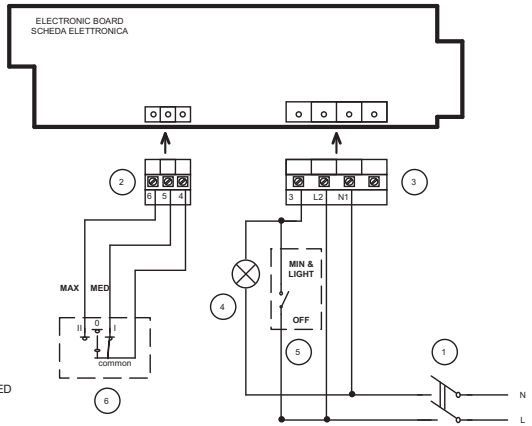 ELECTRONIC BOARD
SCHEDA ELETTRONICA
2
6 5 4
3
3 L2 N1
MAX MED
II 0 I
common
6
4
MIN &
LIGHT
OFF
5
1
N
L
ED